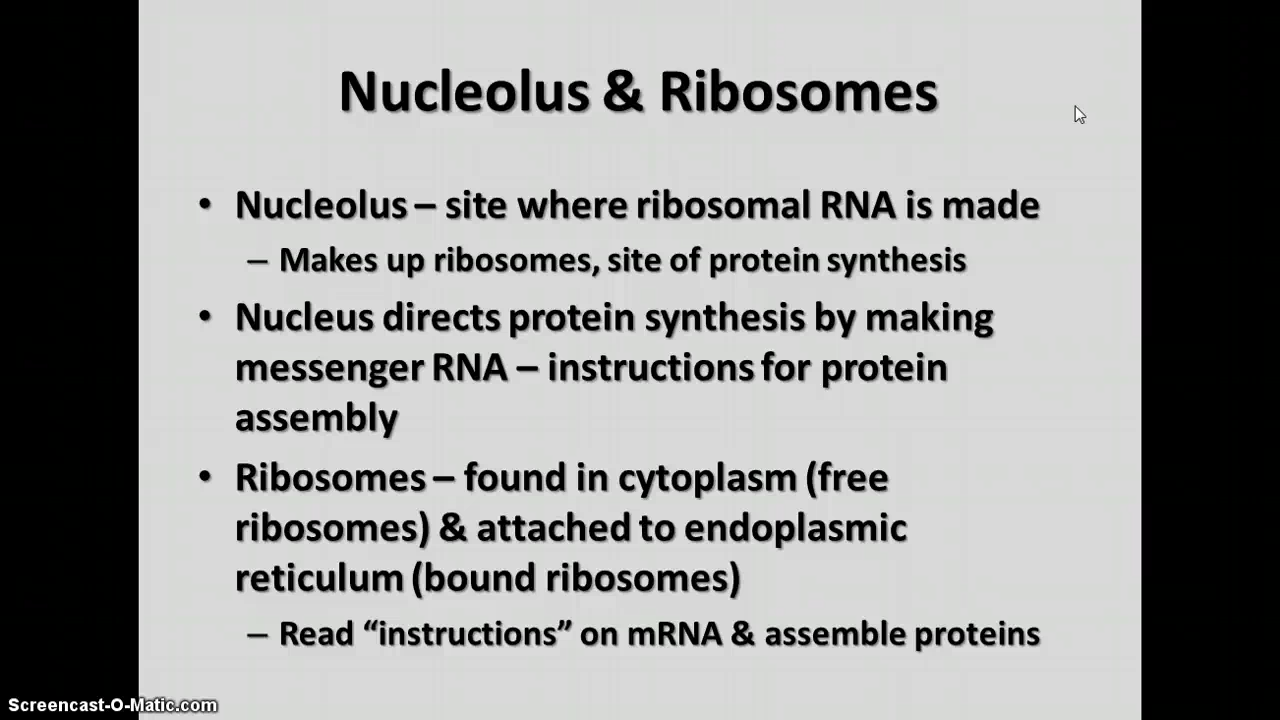 Nucleolus & Ribosomes
• Nucleolus – site where ribosomal RNA is made
– Makes up ribosomes, site of protein synthesis
• Nucleus directs protein synthesis by making
messenger RNA – instructions for protein
assembly
• Ribosomes – found in cytoplasm (free
ribosomes) & attached to endoplasmic
reticulum (bound ribosomes)
– Read “instructions” on mRNA & assemble proteins
Screencast-O-Matic.com